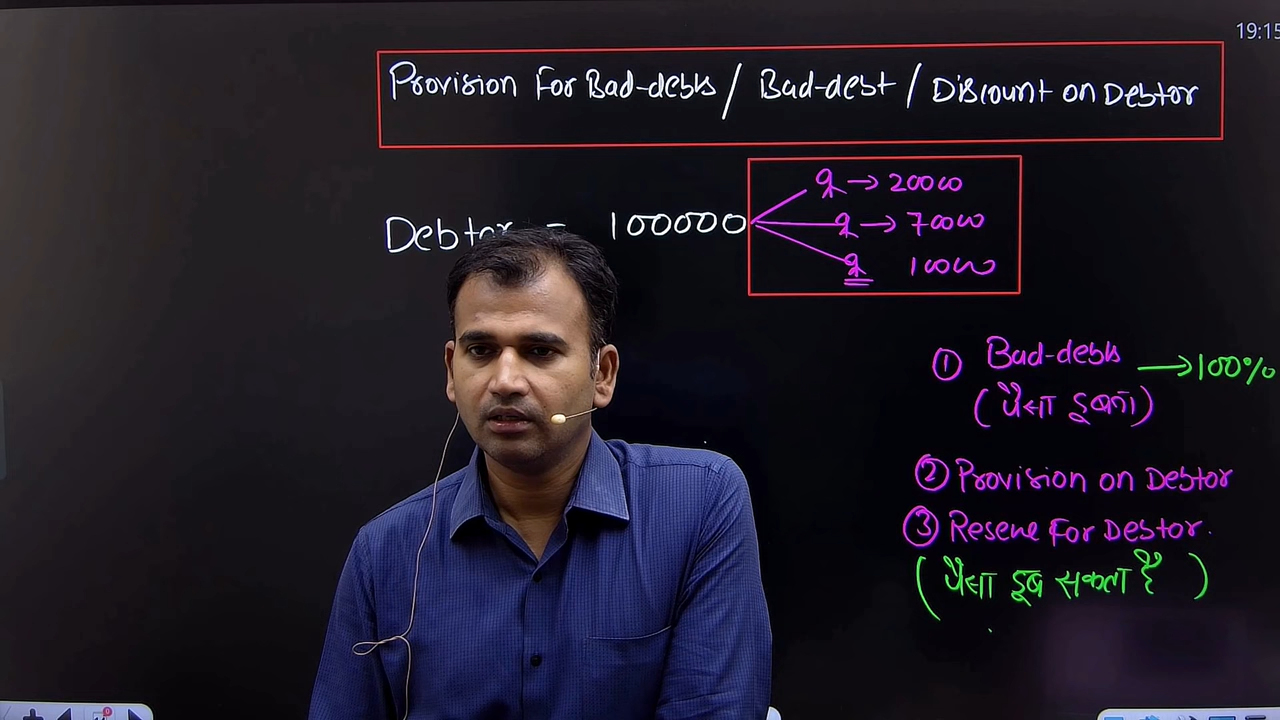 19:15
Provision For Bad-debts / Bad-debt / Discount on Debtor
Debtor = 100000
→ 20000
→ 70000
10000
① Bad-debts → 100%
(पैसा डूबना)
② Provision on Debtor
③ Reserve For Debtor.
(पैसा डूब सकता है)